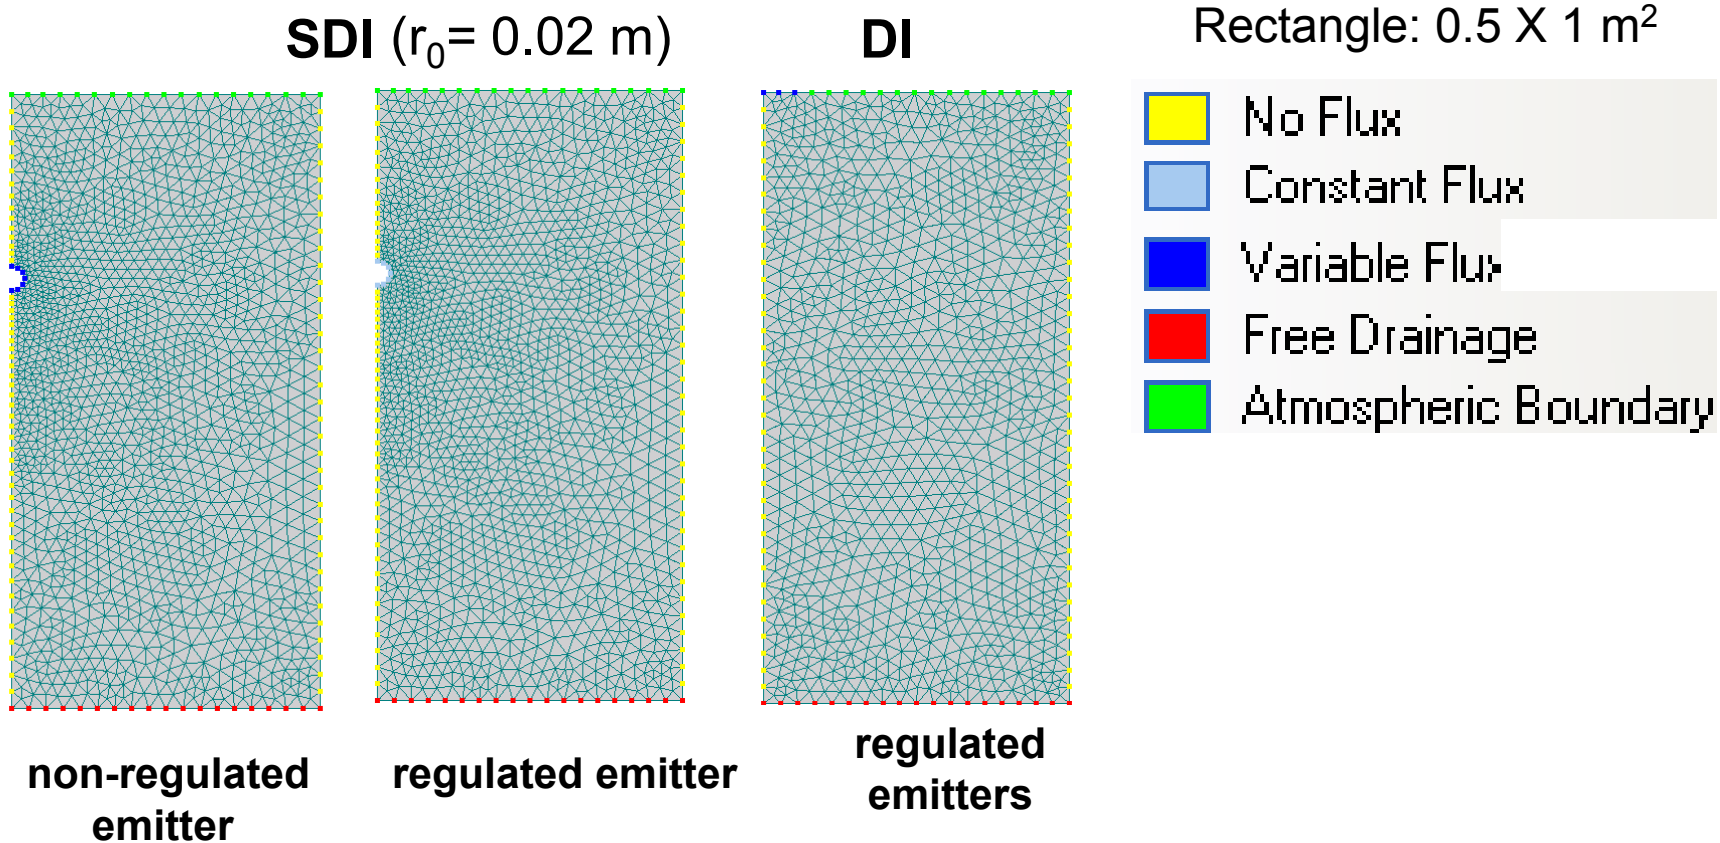 SDI (r₀= 0.02 m)
DI
Rectangle: 0.5 X 1 m²
No Flux
Constant Flux
Variable Flux
Free Drainage
Atmospheric Boundary
non-regulated
emitter
regulated emitter
regulated
emitters